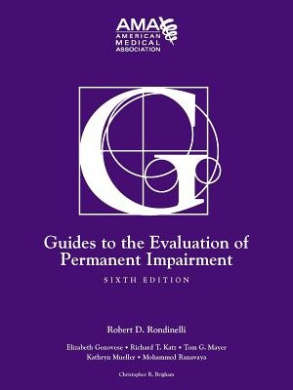 AMA
AMERICAN
MEDICAL
ASSOCIATION
G
Guides to the Evaluation of
Permanent Impairment
SIXTH EDITION
Robert D. Rondinelli
Elizabeth Genovese • Richard T. Katz • Tom G. Mayer
Kathryn Mueller • Mohammed Ranavaya
Christopher R. Brigham